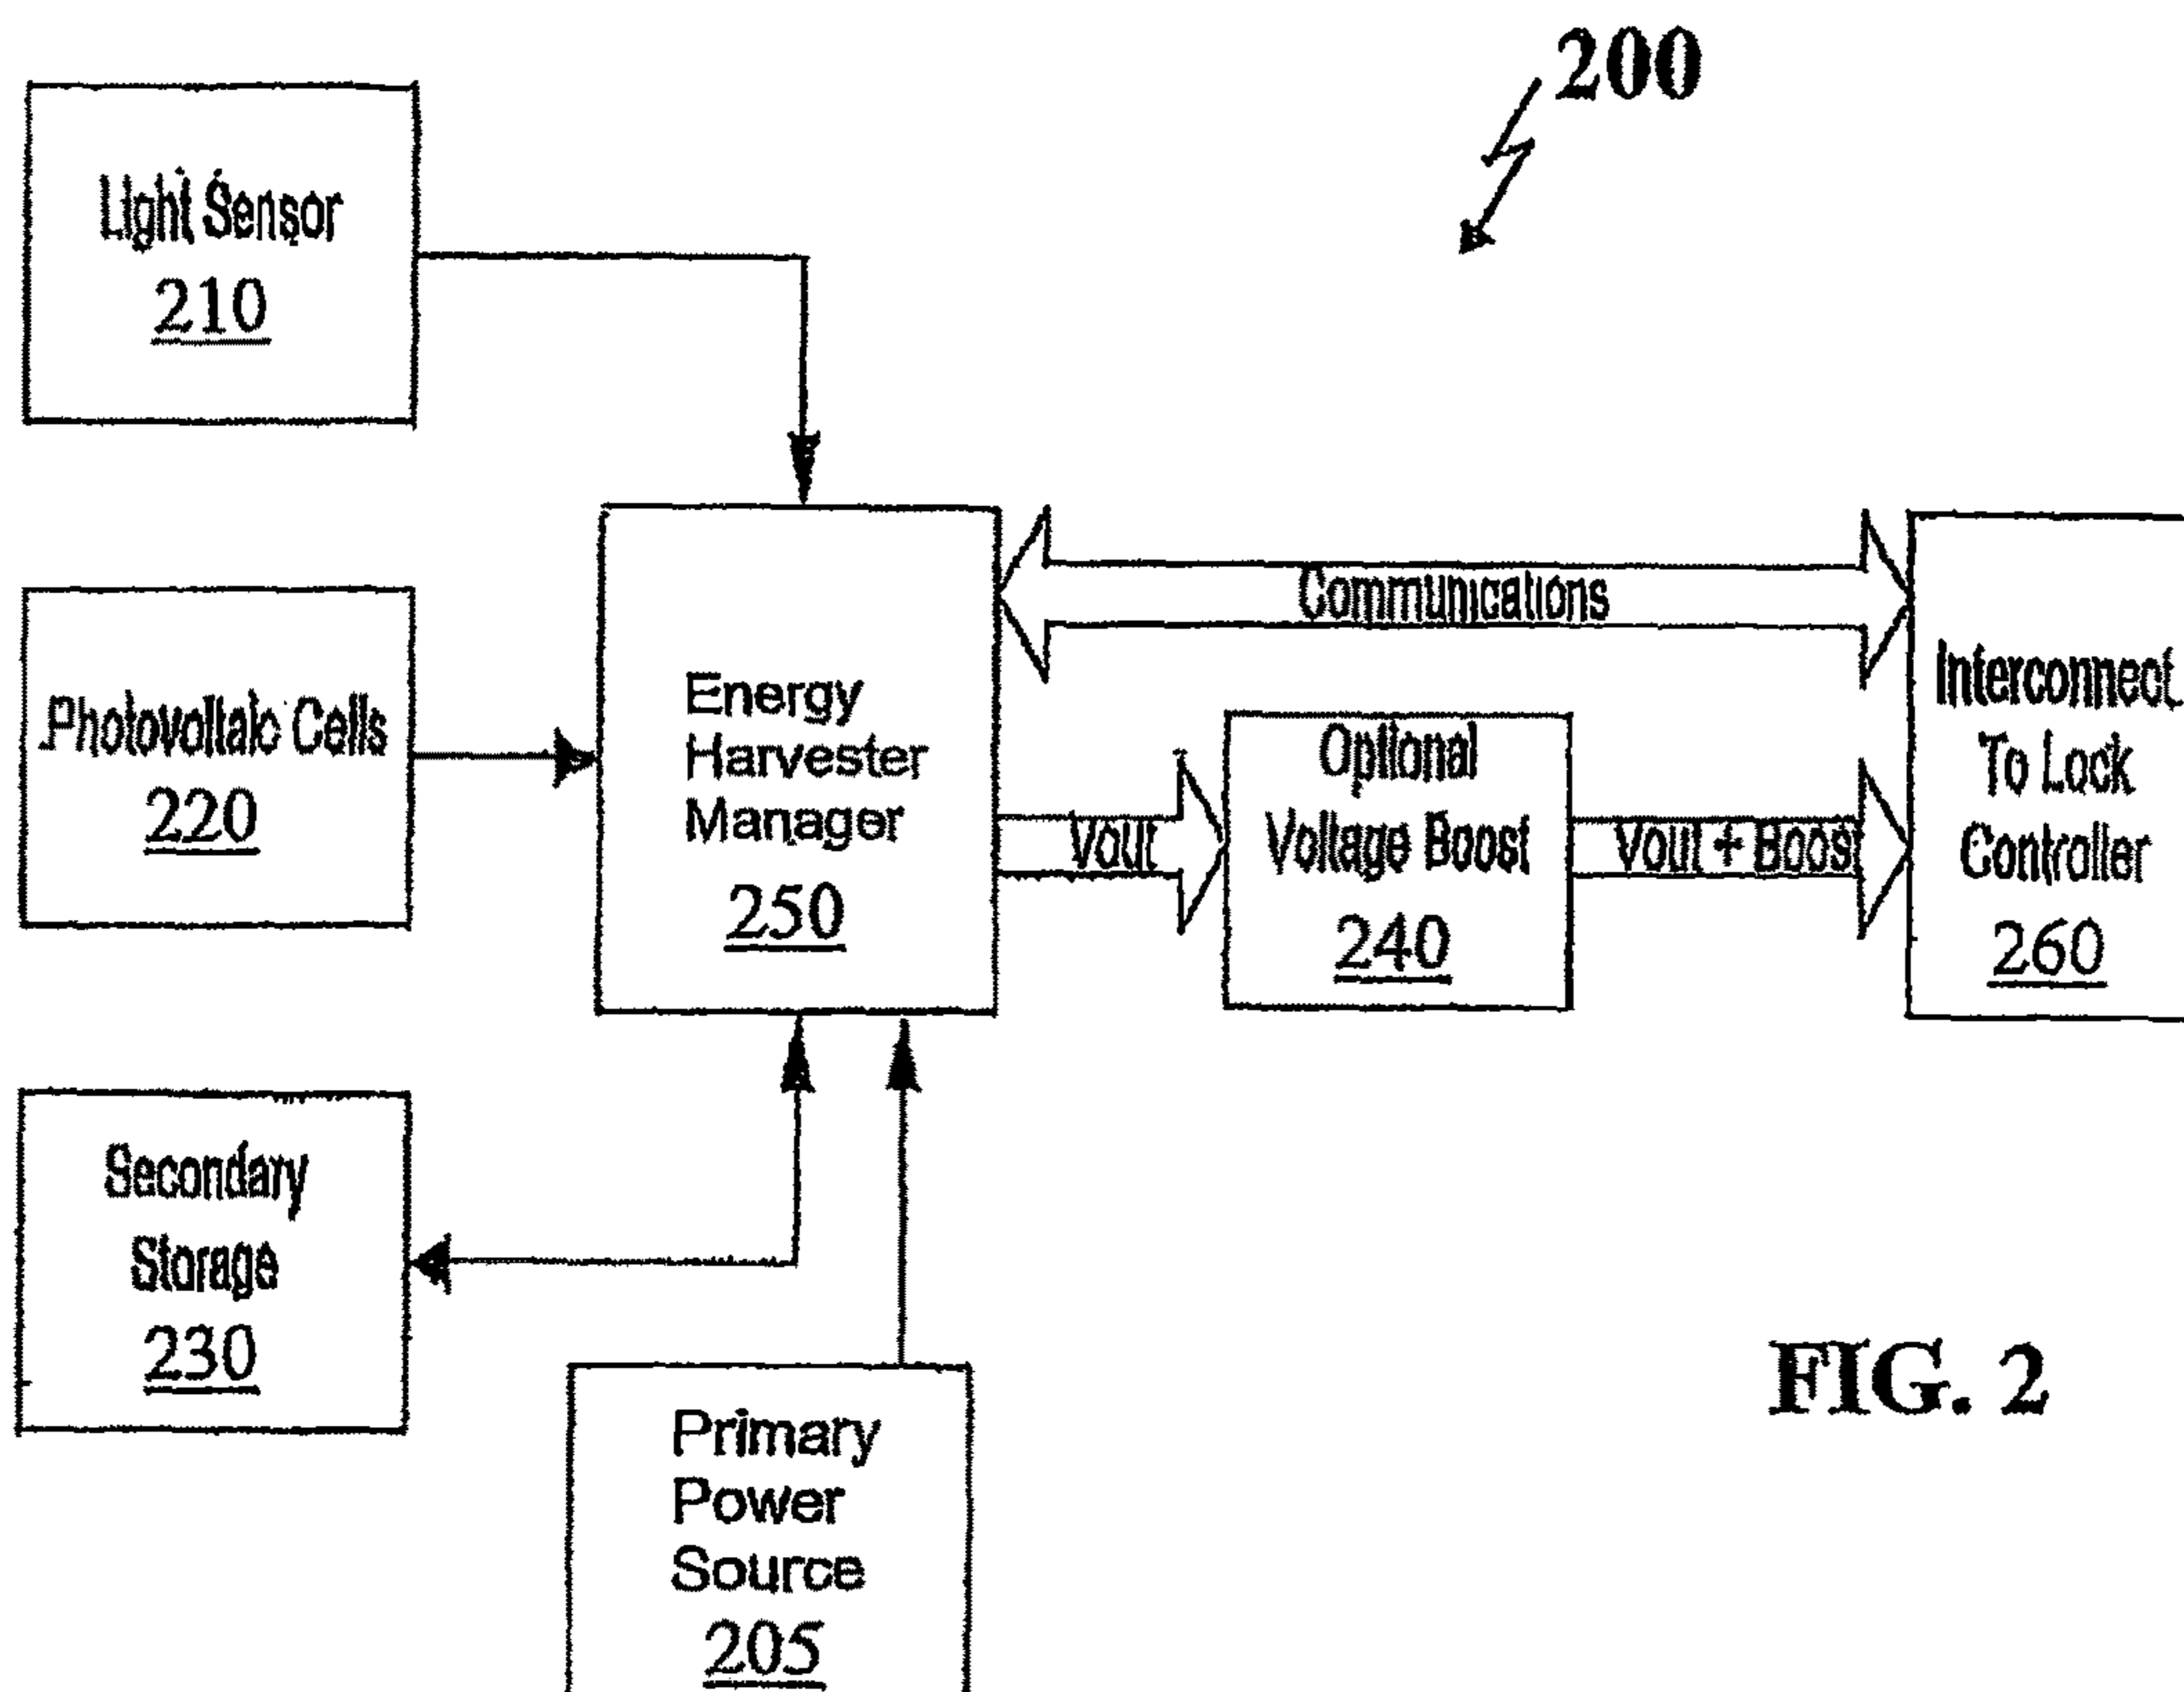 200
Light Sensor
210
Photovoltaic Cells
220
Energy
Harvester
Manager
250
Communications
Vout
Optional
Voltage Boost
240
Vout + Boost
Interconnect
To Lock
Controller
260
Secondary
Storage
230
Primary
Power
Source
205
FIG. 2